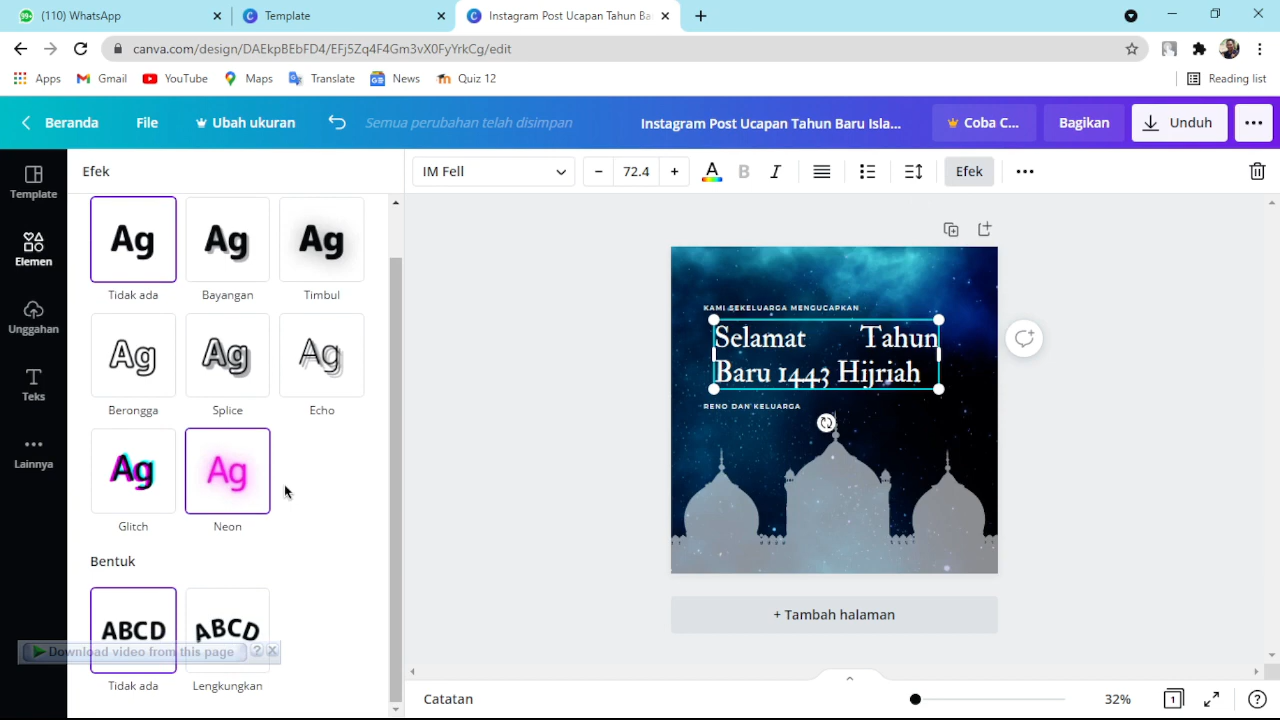 (110) WhatsApp
Template
Instagram Post Ucapan Tahun Ba
canva.com/design/DAEkpBEbFD4/EFj5Zq4F4Gm3vX0FyYrkCg/edit
Apps
Gmail
YouTube
Maps
Translate
News
Quiz 12
Reading list
Beranda
File
Ubah ukuran
Semua perubahan telah disimpan
Instagram Post Ucapan Tahun Baru Isla...
Coba C...
Bagikan
Unduh
Template
Elemen
Unggahan
Teks
Lainnya
Efek
IM Fell
72.4
A
B
I
Efek
Ag
Ag
Ag
Tidak ada
Bayangan
Timbul
Ag
Ag
Ag
Berongga
Splice
Echo
Ag
Ag
Glitch
Neon
Bentuk
ABCD
ABCD
Download video from this page
Tidak ada
Lengkungkan
KAMI SEKELUARGA MENGUCAPKAN
Selamat Tahun
Baru 1443 Hijriah
RENO DAN KELUARGA
+ Tambah halaman
Catatan
32%
1